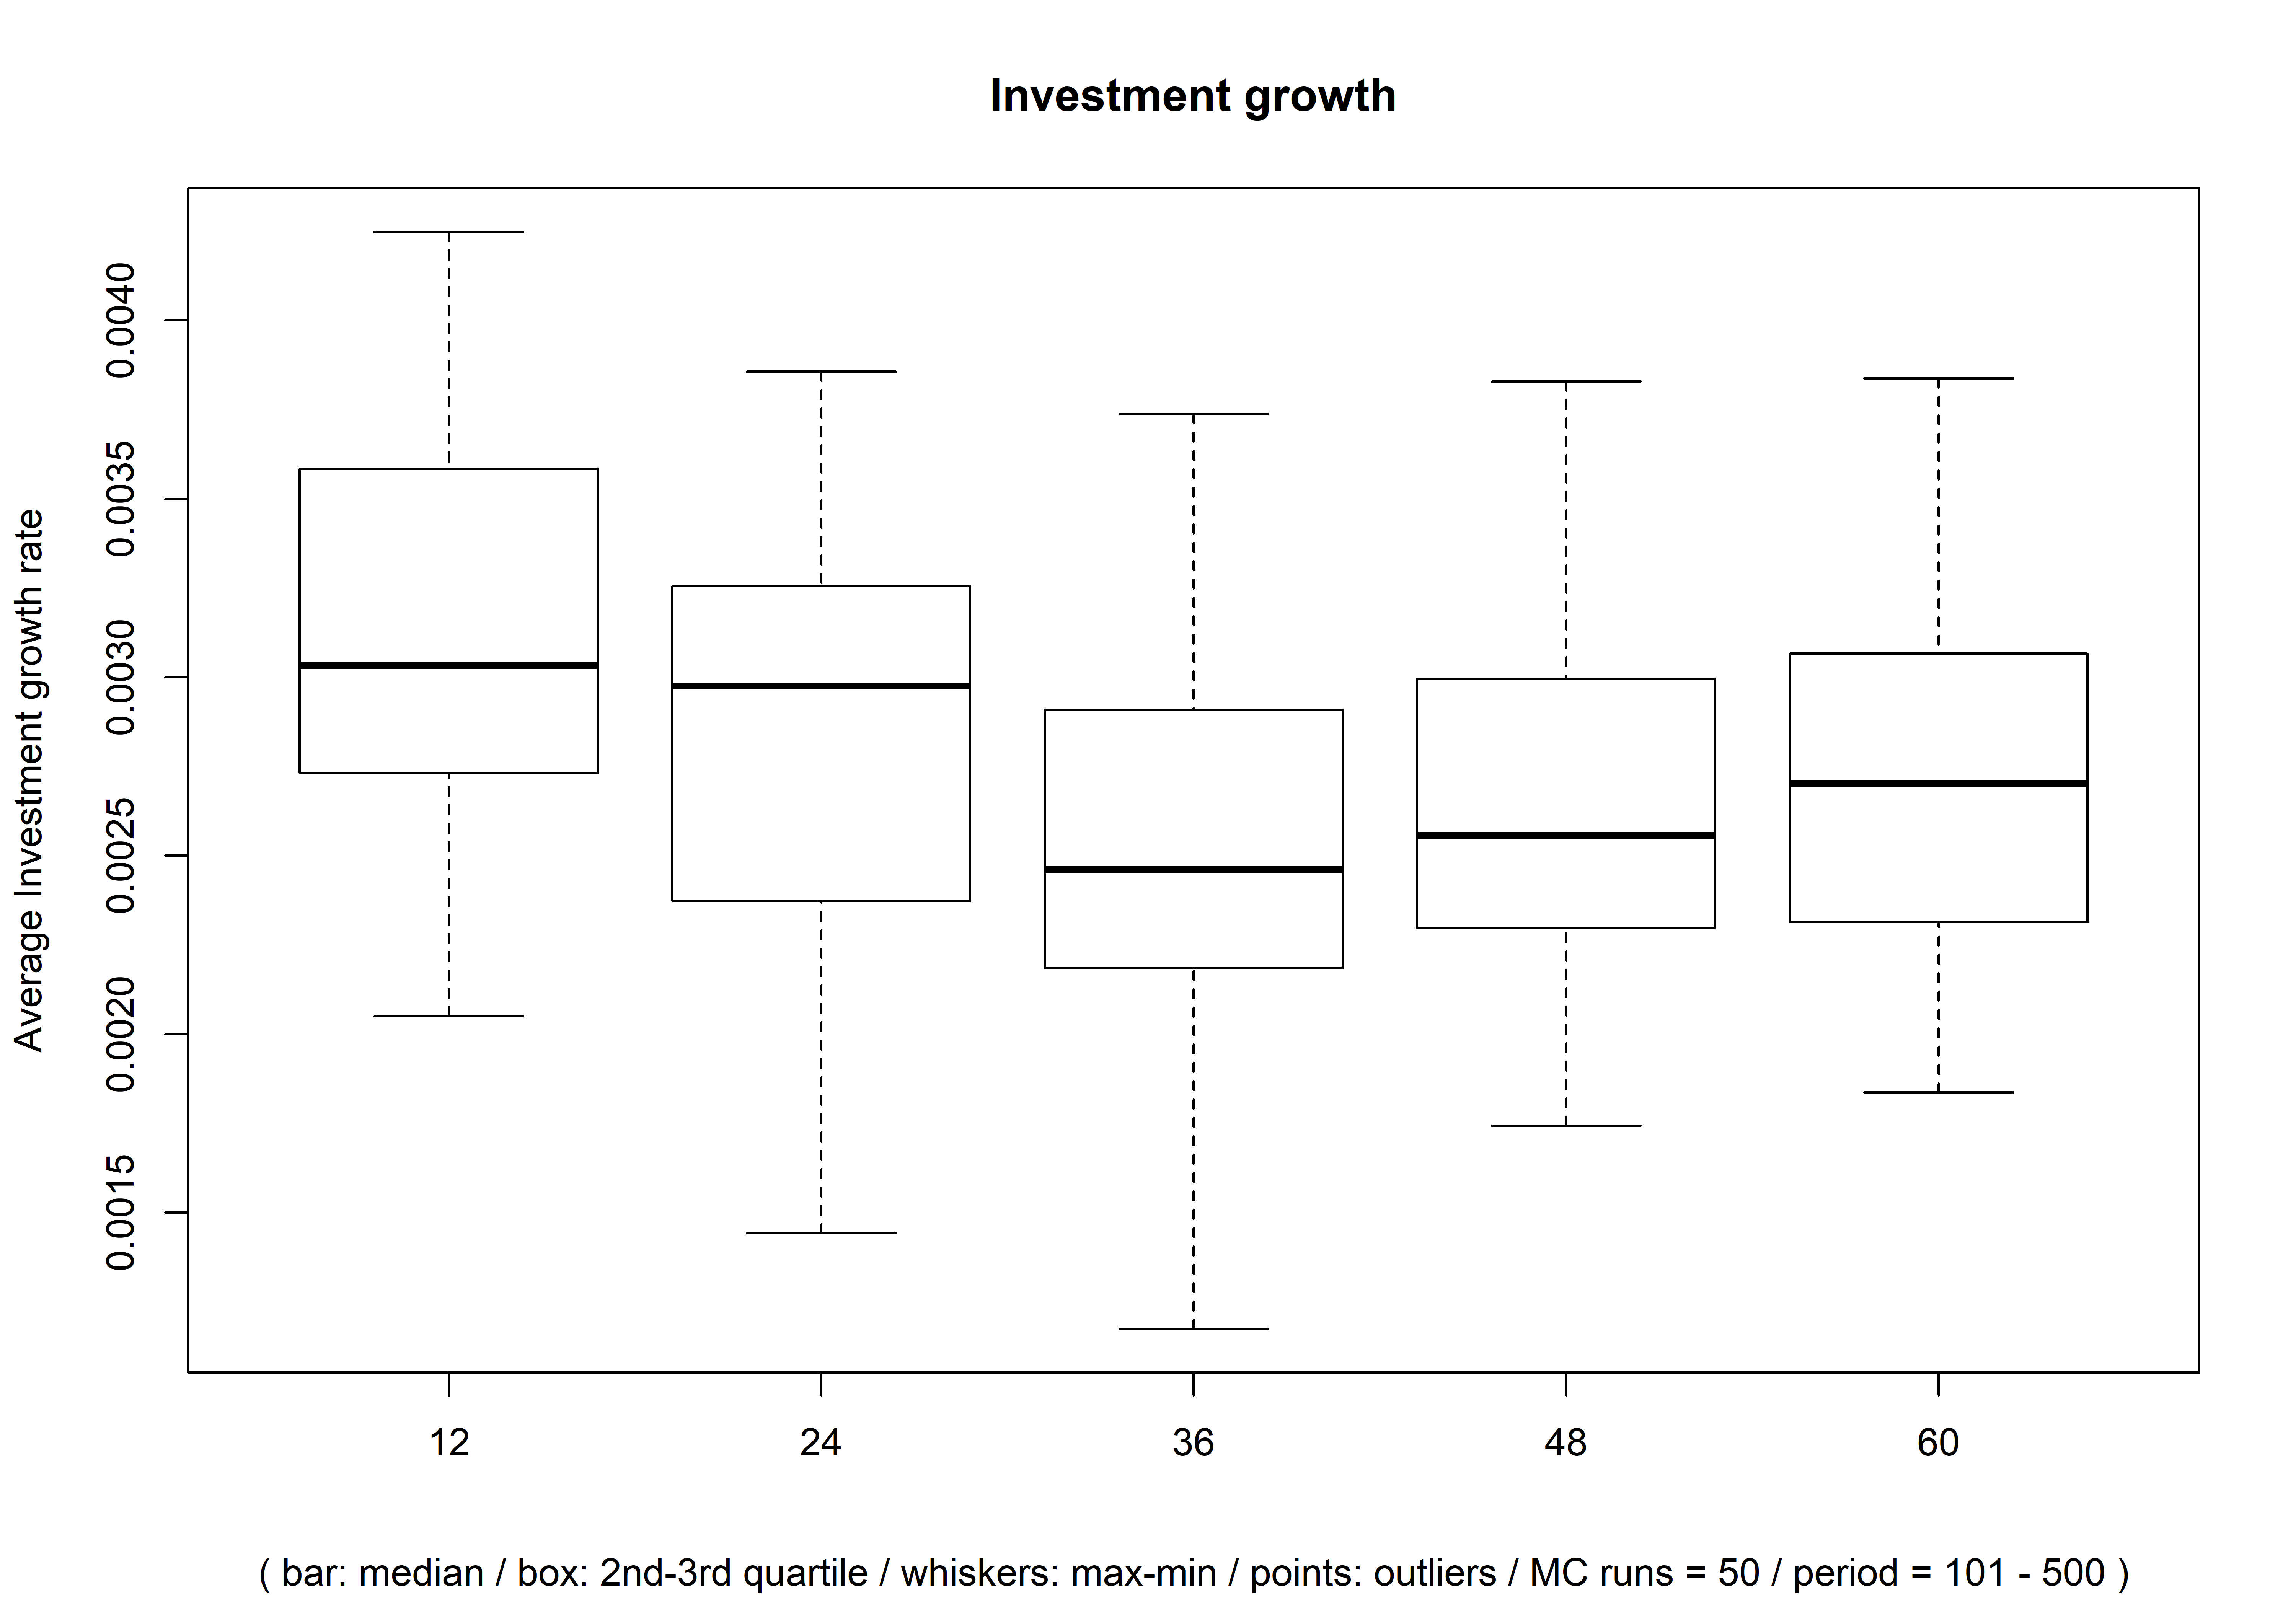 Investment growth
Average Investment growth rate
0.0040
0.0035
0.0030
0.0025
0.0020
0.0015
12 24 36 48 60
( bar: median / box: 2nd-3rd quartile / whiskers: max-min / points: outliers / MC runs = 50 / period = 101 - 500 )